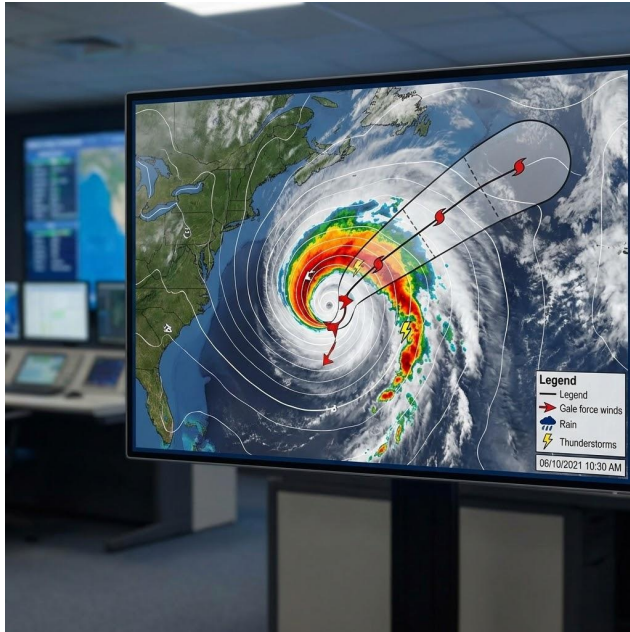 Legend
Legend
Gale force winds
Rain
Thunderstorms
06/10/2021 10:30 AM